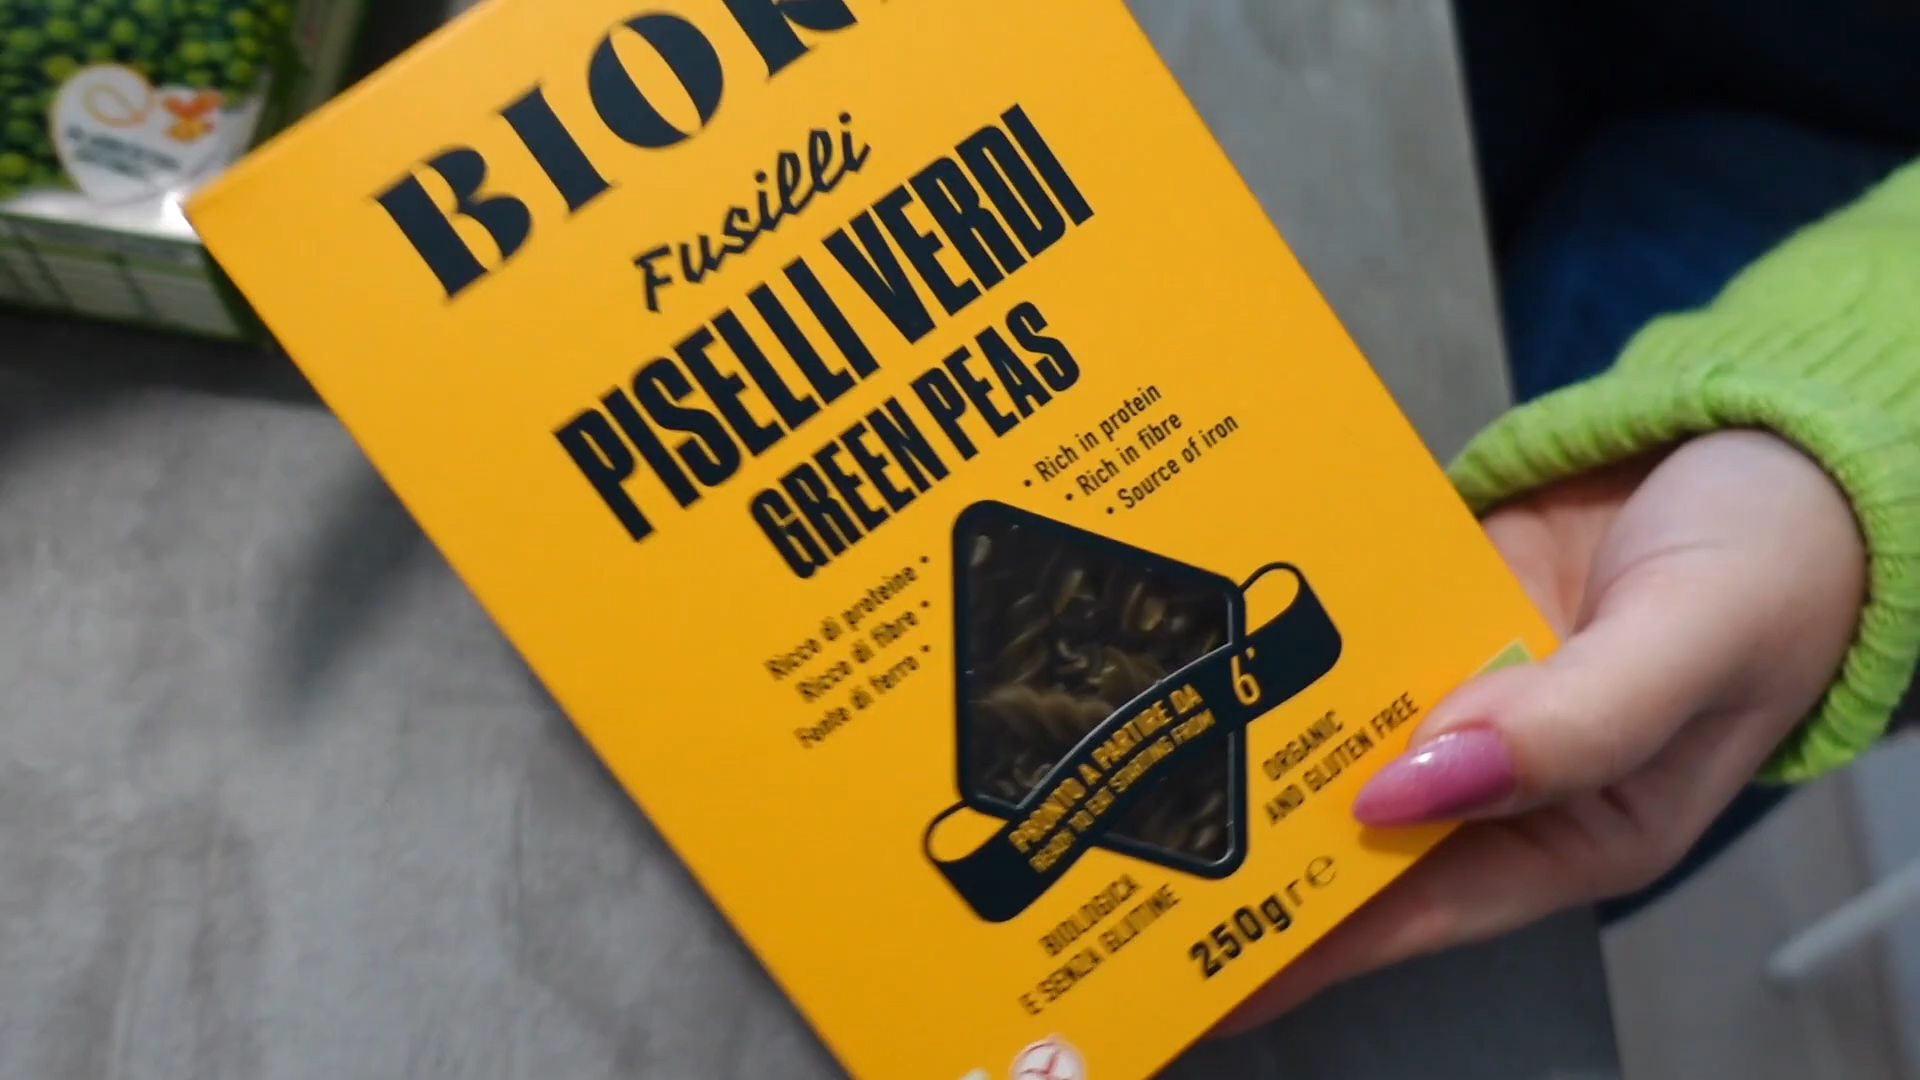 BION
Fusilli
PISELLI VERDI
GREEN PEAS
• Rich in protein
• Rich in fibre
• Source of iron
Ricco di proteine •
Ricco di fibre •
Fonte di ferro •
PRONTO A PARTIRE DA
READY TO EAT STARTING FROM
6'
BIOLOGICA
E SENZA GLUTINE
ORGANIC
AND GLUTEN FREE
250g r e